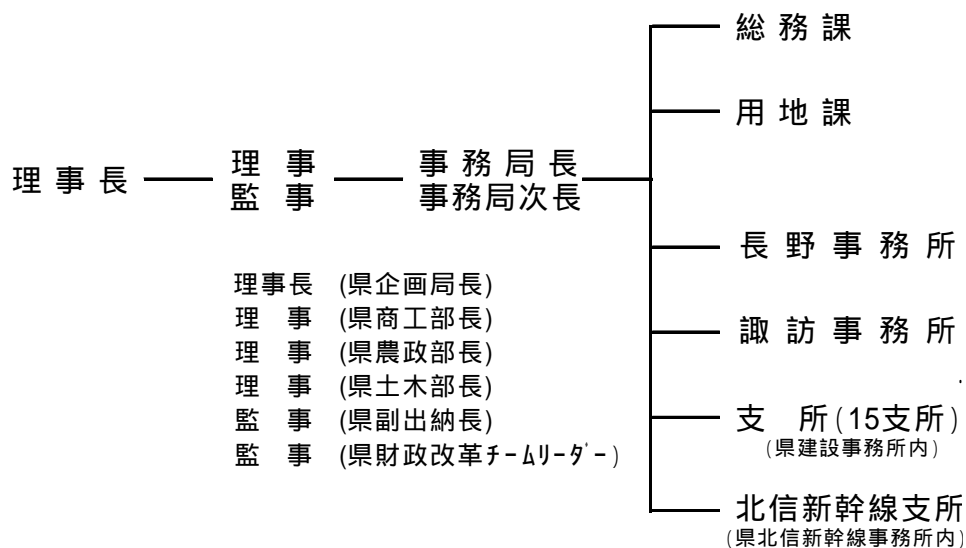 総務課
用地課
理事長
理 事
監 事
事務局長
事務局次長
長野事務所
諏訪事務所
支 所(15支所)
(県建設事務所内)
北信新幹線支所
(県北信新幹線事務所内)
理事長 (県企画局長)
理 事 (県商工部長)
理 事 (県農政部長)
理 事 (県土木部長)
監 事 (県副出納長)
監 事 (県財政改革ﾁｰﾑﾘｰﾀﾞｰ)